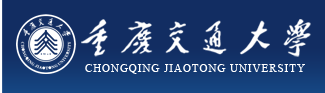 重慶交通大學
CHONGQING JIAOTONG UNIVERSITY